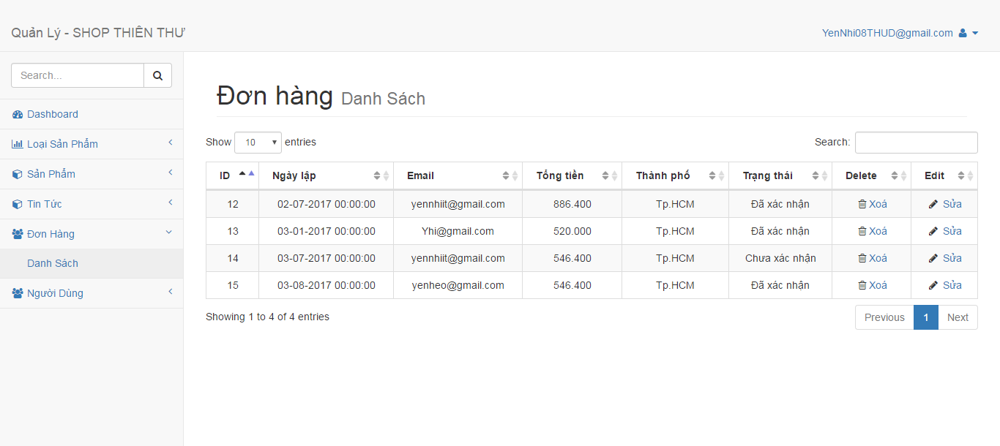 Quản Lý - SHOP THIÊN THƯ
YenNhi08THUD@gmail.com
Search...
Dashboard
Loại Sản Phẩm
Sản Phẩm
Tin Tức
Đơn Hàng
Danh Sách
Người Dùng
Đơn hàng Danh Sách
Show 10 entries Search:
ID Ngày lập Email Tổng tiền Thành phố Trạng thái Delete Edit
12 02-07-2017 00:00:00 yennhiit@gmail.com 886.400 Tp.HCM Đã xác nhận Xoá Sửa
13 03-01-2017 00:00:00 Yhi@gmail.com 520.000 Tp.HCM Đã xác nhận Xoá Sửa
14 03-07-2017 00:00:00 yennhiit@gmail.com 546.400 Tp.HCM Chưa xác nhận Xoá Sửa
15 03-08-2017 00:00:00 yenheo@gmail.com 546.400 Tp.HCM Đã xác nhận Xoá Sửa
Showing 1 to 4 of 4 entries Previous 1 Next